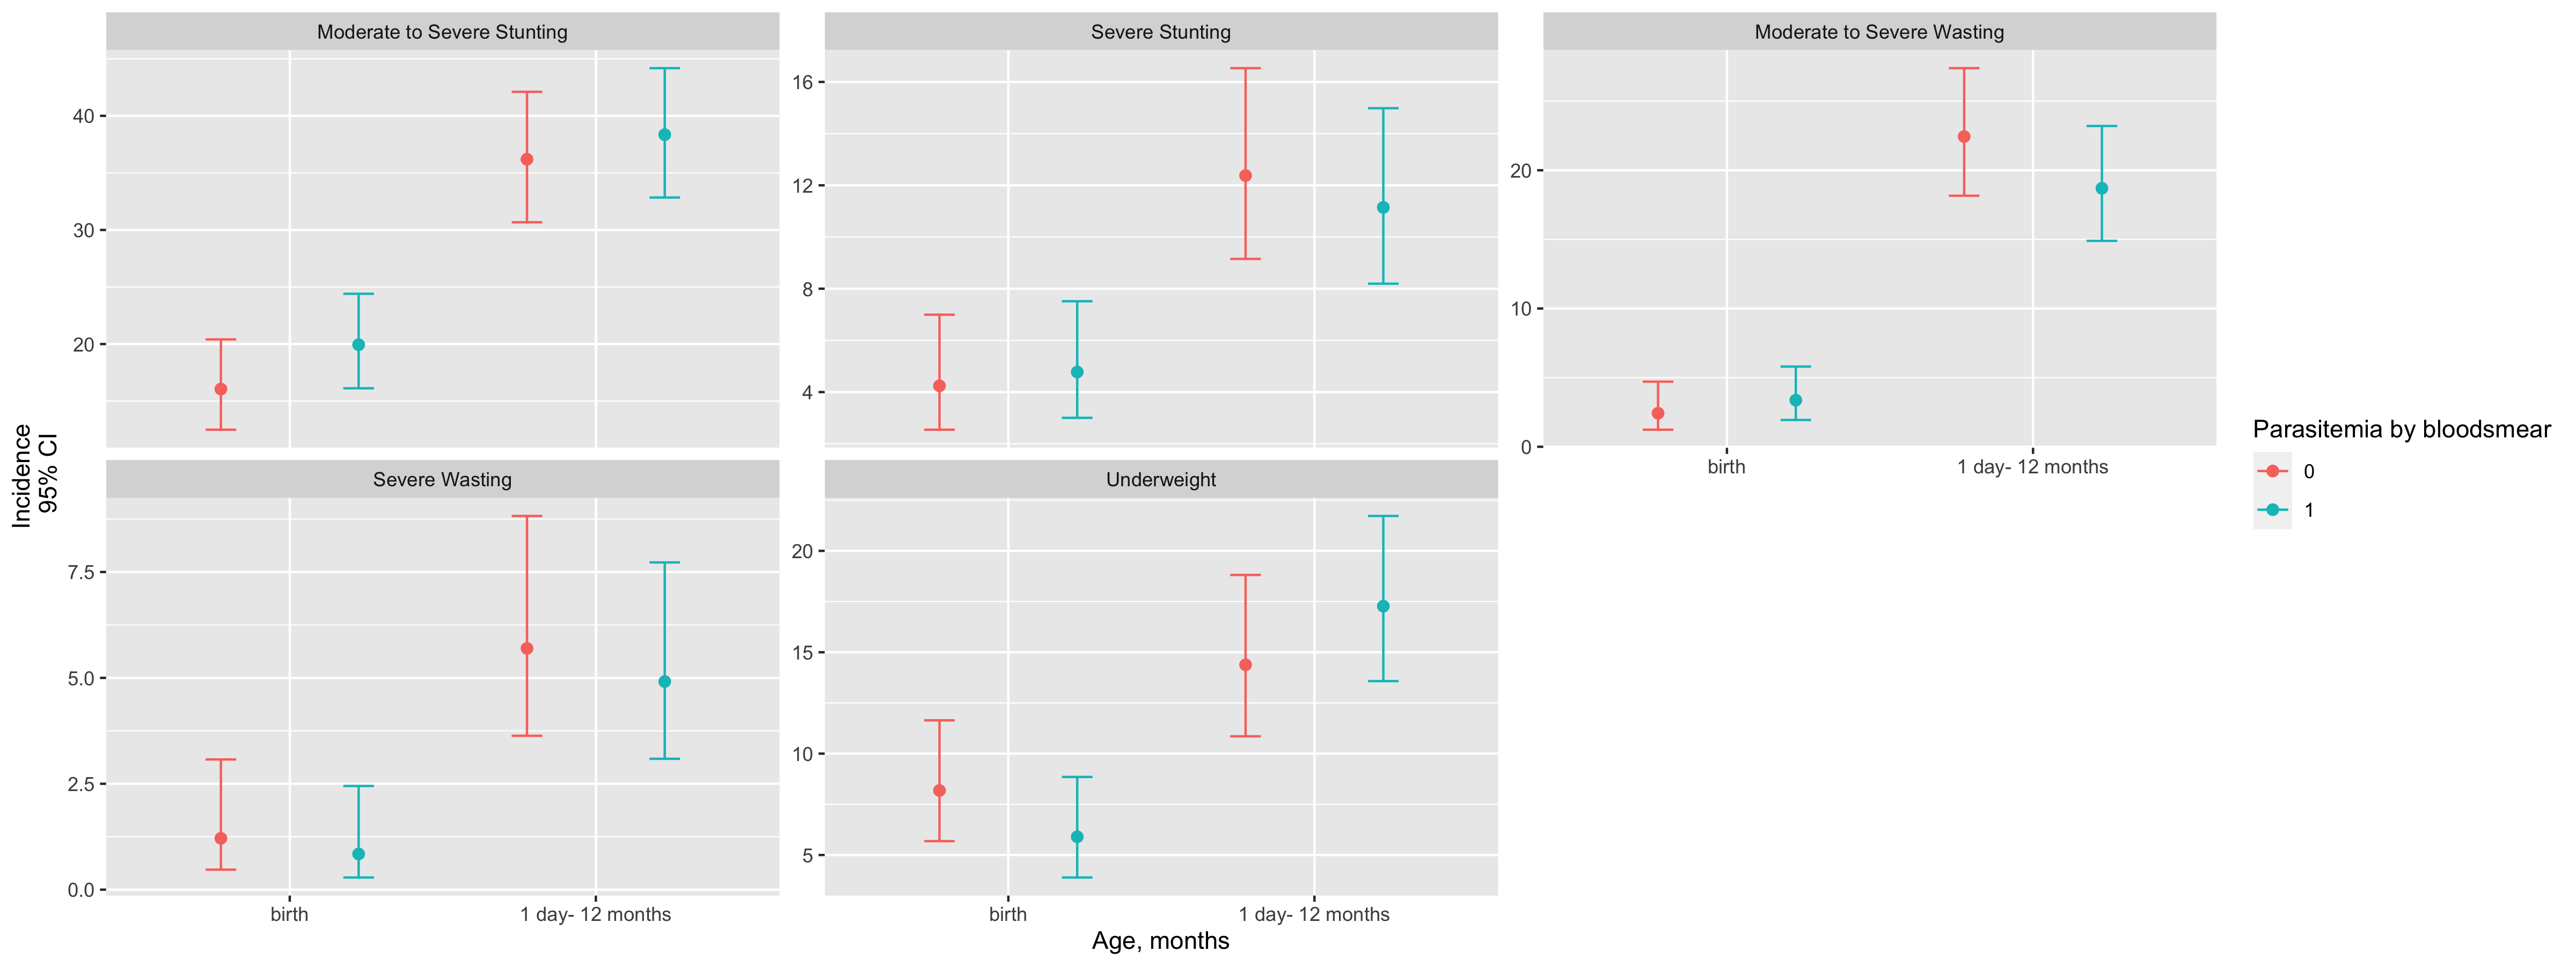 Moderate to Severe Stunting
Severe Stunting
Moderate to Severe Wasting
40
30
20
16
12
8
4
20
10
0
birth
1 day- 12 months
Severe Wasting
Underweight
7.5
5.0
2.5
0.0
20
15
10
5
birth
1 day- 12 months
birth
1 day- 12 months
Age, months
Incidence
95% CI
Parasitemia by bloodsmear
0
1